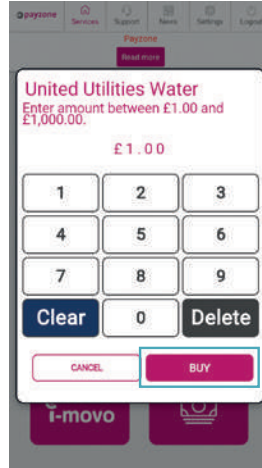 payzone Services Support News Settings Logout
Payzone
Read more
United Utilities Water
Enter amount between £1.00 and
£1,000.00.
£1.00
1 2 3
4 5 6
7 8 9
Clear 0 Delete
CANCEL BUY
i-movo